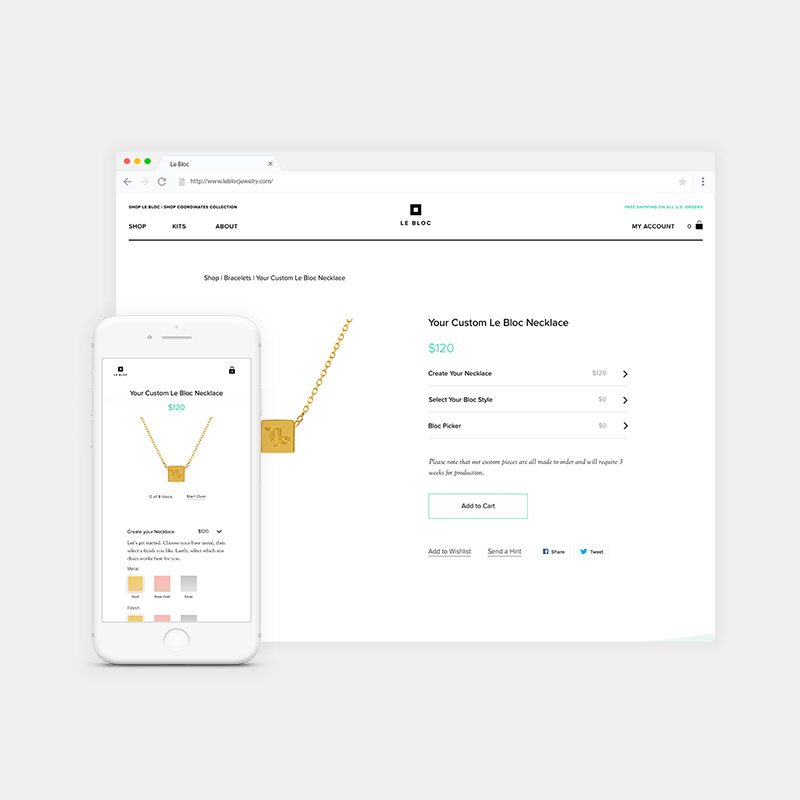 Le Bloc
http://www.leblocjewelry.com/
SHOP LE BLOC | SHOP COORDINATES COLLECTION
FREE SHIPPING ON ALL U.S. ORDERS
SHOP KITS ABOUT
LE BLOC
MY ACCOUNT 0
Shop | Bracelets | Your Custom Le Bloc Necklace
Your Custom Le Bloc Necklace
$120
Create Your Necklace $120
Select Your Bloc Style $0
Bloc Picker $0
Please note that our custom pieces are all made to order and will require 3
weeks for production.
Add to Cart
Add to Wishlist Send a Hint Share Tweet
LE BLOC
Your Custom Le Bloc Necklace
$120
0 of 8 blocs Start Over
Create your Necklace $120
Let's get started. Choose your base metal, then
select a finish you like. Lastly, select which size
chain works best for you.
Metal
Gold Rose Gold Silver
Finish